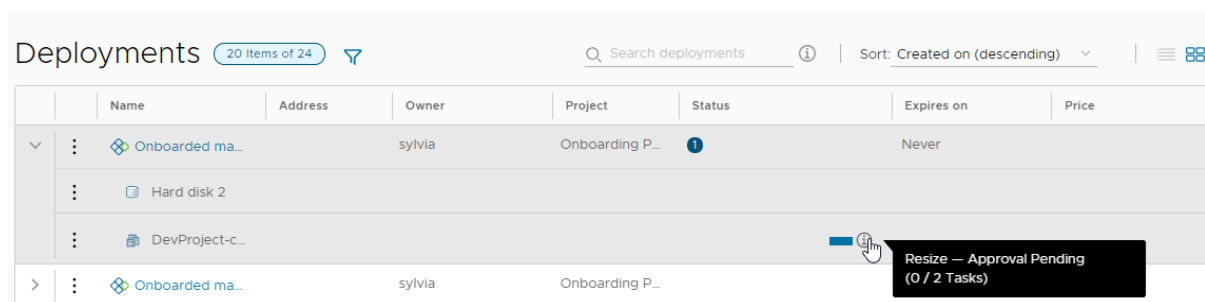 Deployments 20 Items of 24 Search deployments Sort: Created on (descending)
Name Address Owner Project Status Expires on Price
Onboarded ma... sylvia Onboarding P... 1 Never
Hard disk 2
DevProject-c...
Resize — Approval Pending
(0 / 2 Tasks)
Onboarded ma... sylvia Onboarding P...